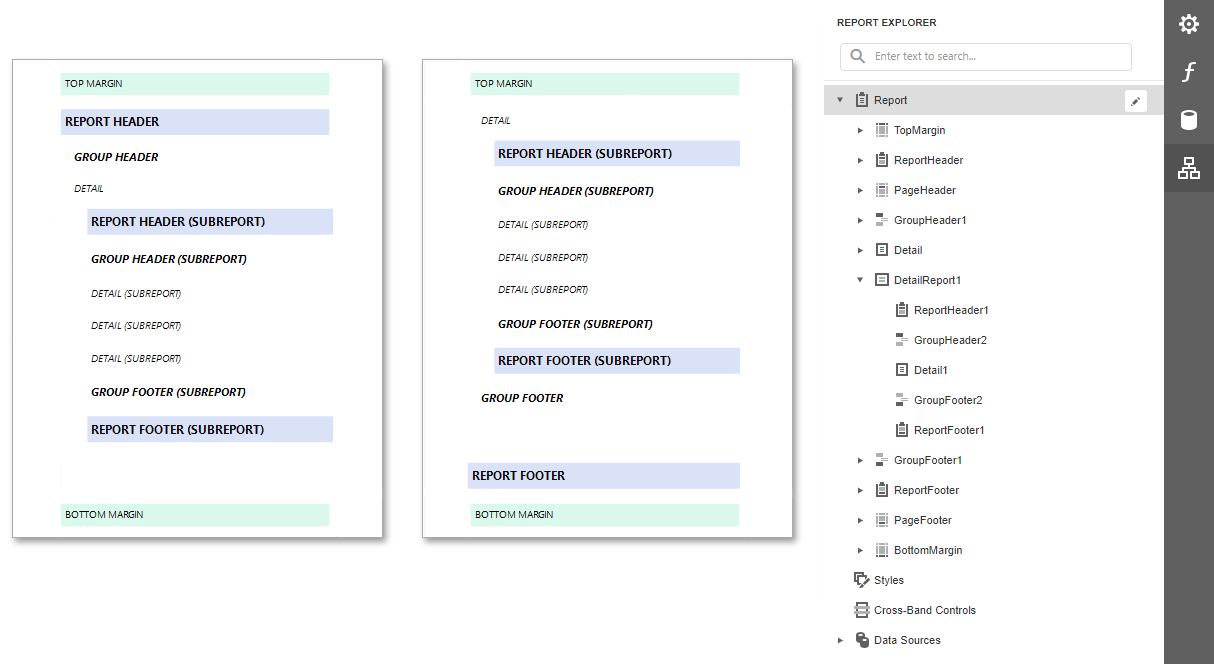 TOP MARGIN
REPORT HEADER
GROUP HEADER
DETAIL
REPORT HEADER (SUBREPORT)
GROUP HEADER (SUBREPORT)
DETAIL (SUBREPORT)
DETAIL (SUBREPORT)
DETAIL (SUBREPORT)
GROUP FOOTER (SUBREPORT)
REPORT FOOTER (SUBREPORT)
BOTTOM MARGIN
TOP MARGIN
DETAIL
REPORT HEADER (SUBREPORT)
GROUP HEADER (SUBREPORT)
DETAIL (SUBREPORT)
DETAIL (SUBREPORT)
DETAIL (SUBREPORT)
GROUP FOOTER (SUBREPORT)
REPORT FOOTER (SUBREPORT)
GROUP FOOTER
REPORT FOOTER
BOTTOM MARGIN
REPORT EXPLORER
Enter text to search...
Report
TopMargin
ReportHeader
PageHeader
GroupHeader1
Detail
DetailReport1
ReportHeader1
GroupHeader2
Detail1
GroupFooter2
ReportFooter1
GroupFooter1
ReportFooter
PageFooter
BottomMargin
Styles
Cross-Band Controls
Data Sources